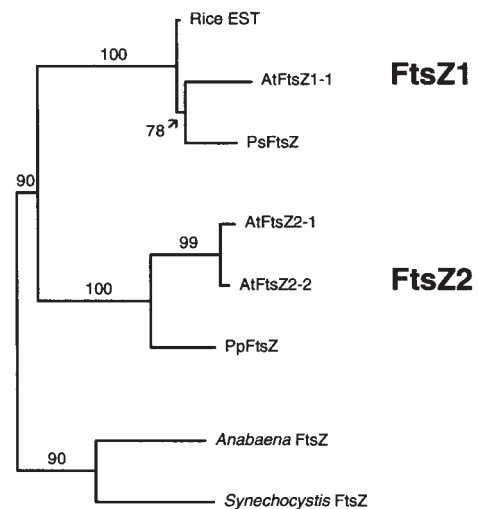 Rice EST
100
FtsZ1
AtFtsZ1-1
78
PsFtsZ
90
AtFtsZ2-1
99
FtsZ2
AtFtsZ2-2
100
PpFtsZ
Anabaena FtsZ
90
Synechocystis FtsZ